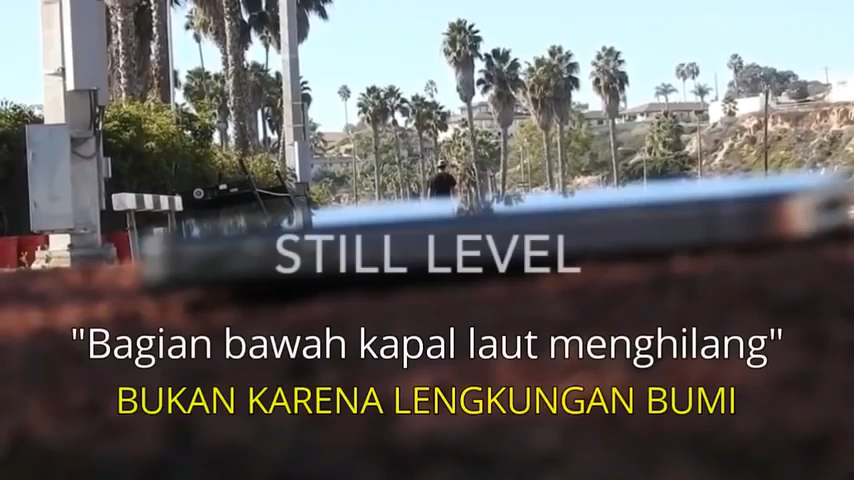 STILL LEVEL
"Bagian bawah kapal laut menghilang"
BUKAN KARENA LENGKUNGAN BUMI